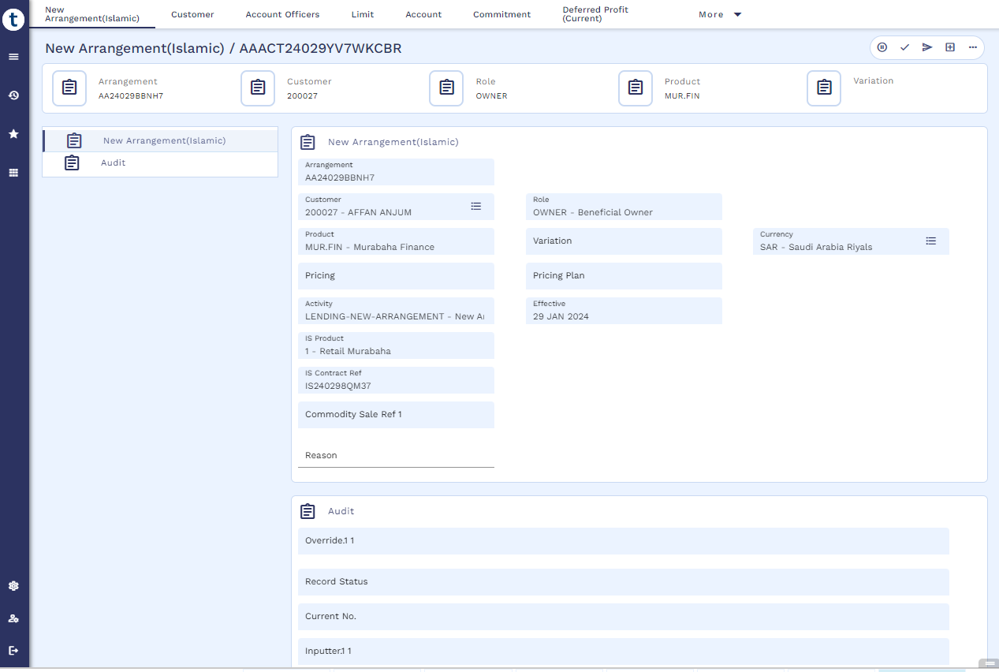 t
New
Arrangement(Islamic)
Customer
Account Officers
Limit
Account
Commitment
Deferred Profit
(Current)
More
New Arrangement(Islamic) / AAACT24029YV7WKCBR
Arrangement
AA24029BBNH7
Customer
200027
Role
OWNER
Product
MUR.FIN
Variation
New Arrangement(Islamic)
Audit
New Arrangement(Islamic)
Arrangement
AA24029BBNH7
Customer
200027 - AFFAN ANJUM
Role
OWNER - Beneficial Owner
Product
MUR.FIN - Murabaha Finance
Variation
Currency
SAR - Saudi Arabia Riyals
Pricing
Pricing Plan
Activity
LENDING-NEW-ARRANGEMENT - New Ar
Effective
29 JAN 2024
IS Product
1 - Retail Murabaha
IS Contract Ref
IS240298QM37
Commodity Sale Ref 1
Reason
Audit
Override.1 1
Record Status
Current No.
Inputter.1 1